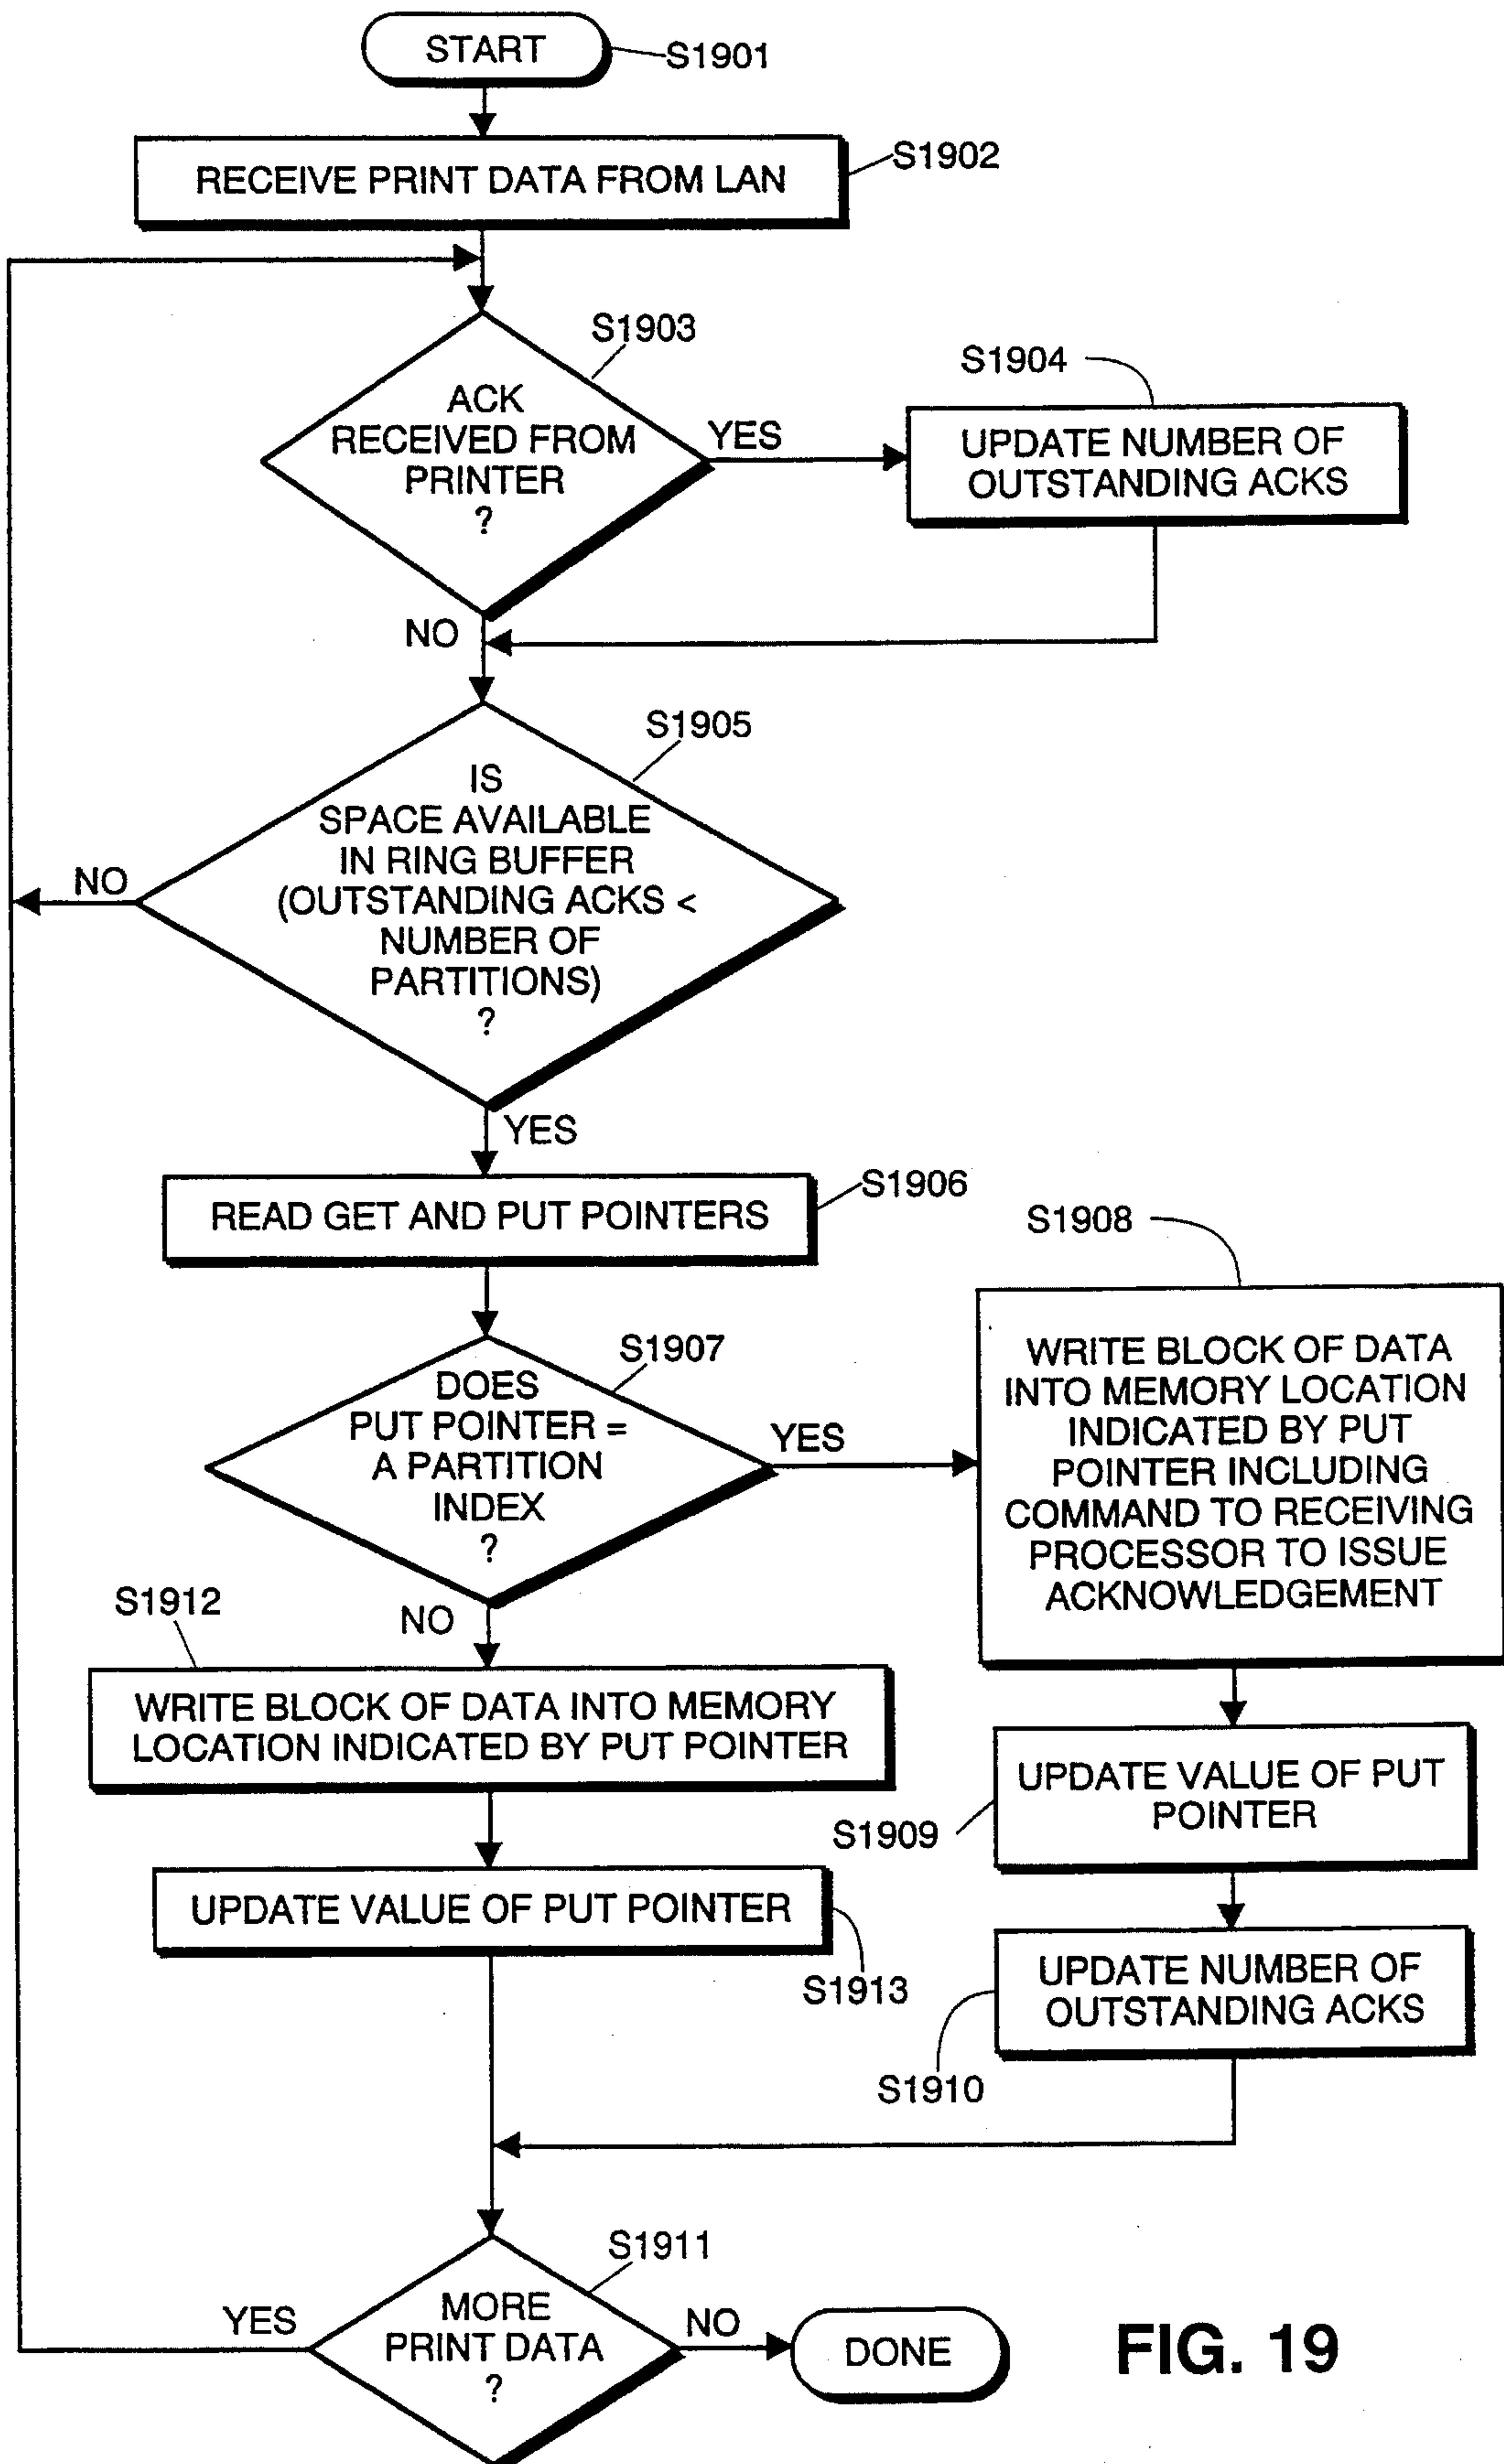 START
S1901
RECEIVE PRINT DATA FROM LAN
S1902
S1903
ACK
RECEIVED FROM
PRINTER
?
YES
S1904
UPDATE NUMBER OF
OUTSTANDING ACKS
NO
S1905
IS
SPACE AVAILABLE
IN RING BUFFER
(OUTSTANDING ACKS <
NUMBER OF
PARTITIONS)
?
NO
YES
READ GET AND PUT POINTERS
S1906
S1907
DOES
PUT POINTER =
A PARTITION
INDEX
?
YES
S1908
WRITE BLOCK OF DATA
INTO MEMORY LOCATION
INDICATED BY PUT
POINTER INCLUDING
COMMAND TO RECEIVING
PROCESSOR TO ISSUE
ACKNOWLEDGEMENT
NO
S1912
WRITE BLOCK OF DATA INTO MEMORY
LOCATION INDICATED BY PUT POINTER
UPDATE VALUE OF PUT
POINTER
S1909
UPDATE VALUE OF PUT POINTER
S1913
UPDATE NUMBER OF
OUTSTANDING ACKS
S1910
S1911
MORE
PRINT DATA
?
YES
NO
DONE
FIG. 19